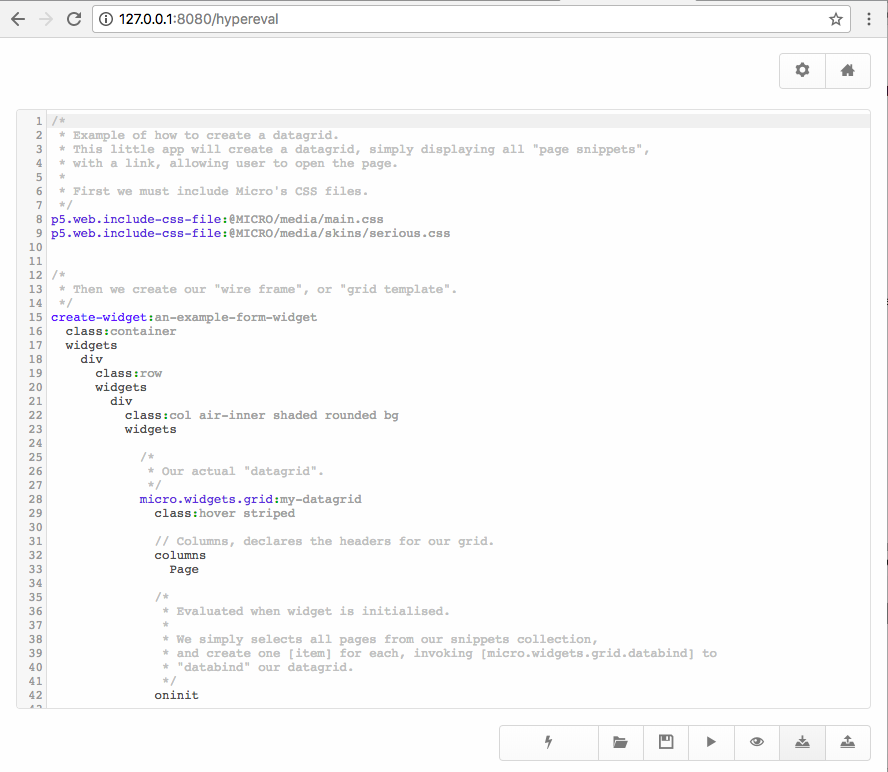 127.0.0.1:8080/hypereval
1 /*
2  * Example of how to create a datagrid.
3  * This little app will create a datagrid, simply displaying all "page snippets",
4  * with a link, allowing user to open the page.
5  *
6  * First we must include Micro's CSS files.
7  */
8 p5.web.include-css-file:@MICRO/media/main.css
9 p5.web.include-css-file:@MICRO/media/skins/serious.css
10
11
12 /*
13  * Then we create our "wire frame", or "grid template".
14  */
15 create-widget:an-example-form-widget
16   class:container
17   widgets
18     div
19       class:row
20       widgets
21         div
22           class:col air-inner shaded rounded bg
23           widgets
24
25             /*
26              * Our actual "datagrid".
27              */
28             micro.widgets.grid:my-datagrid
29               class:hover striped
30
31               // Columns, declares the headers for our grid.
32               columns
33                 Page
34
35               /*
36                * Evaluated when widget is initialised.
37                *
38                * We simply selects all pages from our snippets collection,
39                * and create one [item] for each, invoking [micro.widgets.grid.databind] to
40                * "databind" our datagrid.
41                */
42               oninit